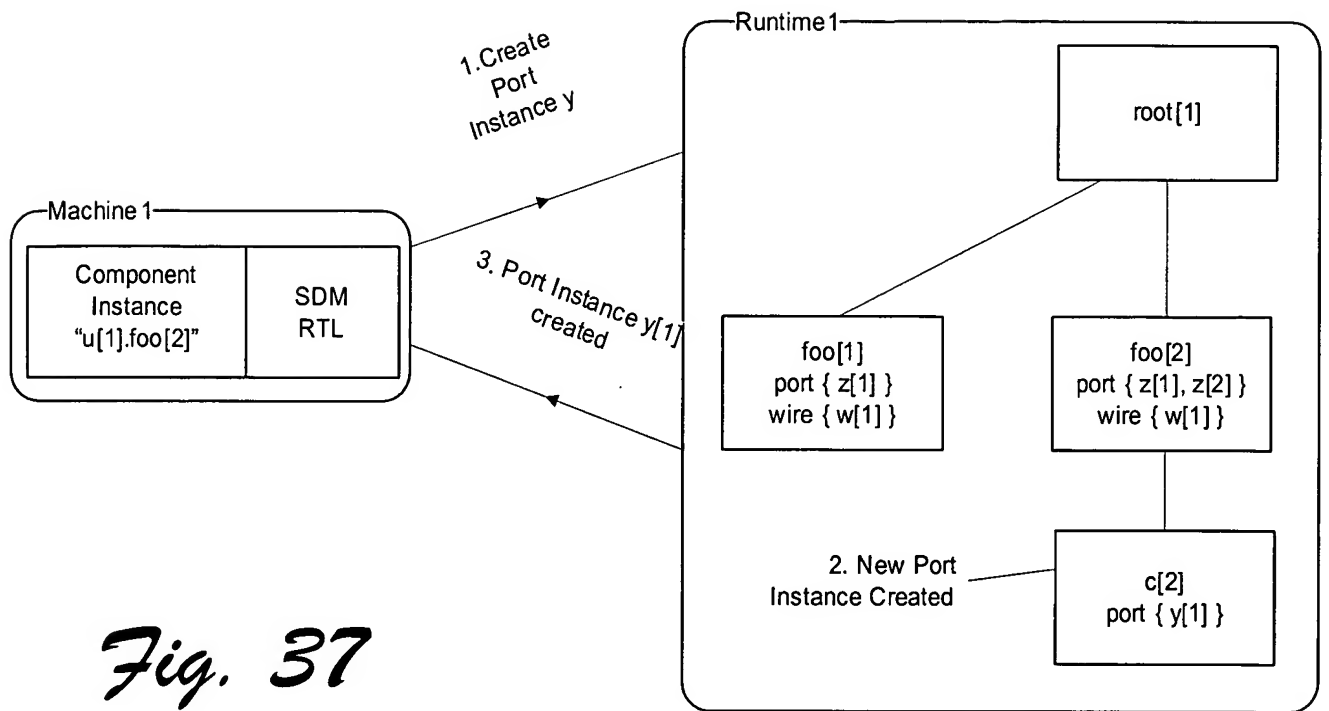 Runtime1
1.Create
Port
Instance y
root[1]
Machine 1
Component
Instance
“u[1].foo[2]”
SDM
RTL
3. Port Instance y[1]
created
foo[1]
port { z[1] }
wire { w[1] }
foo[2]
port { z[1], z[2] }
wire { w[1] }
2. New Port
Instance Created
c[2]
port { y[1] }
Fig. 37